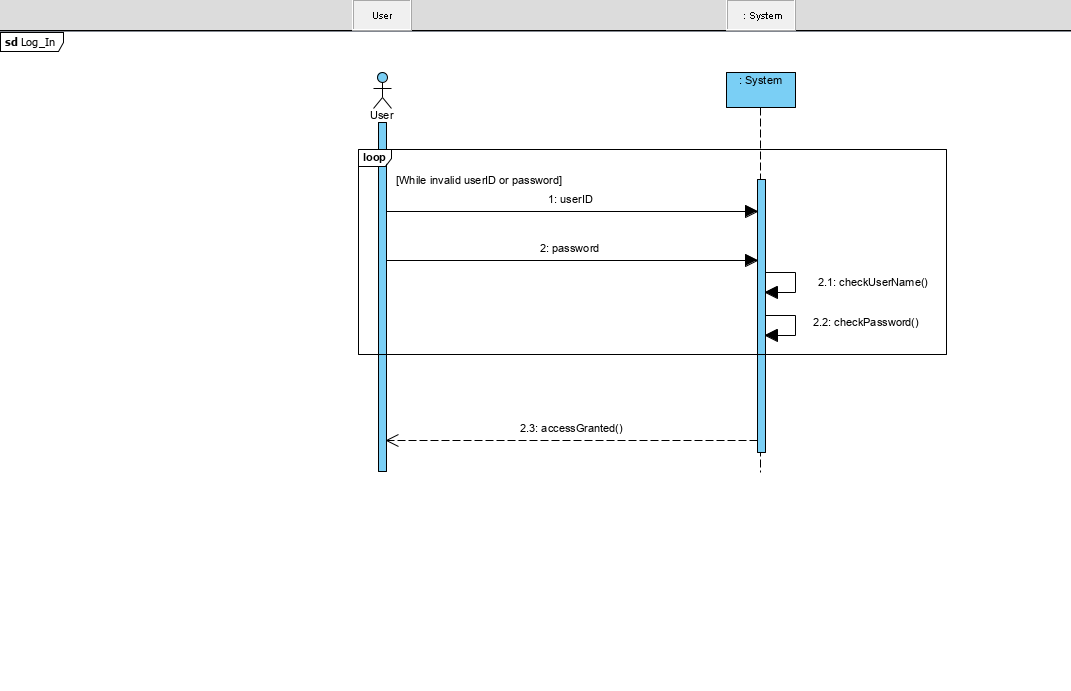 User
: System
sd Log_In
: System
User
loop
[While invalid userID or password]
1: userID
2: password
2.1: checkUserName()
2.2: checkPassword()
2.3: accessGranted()